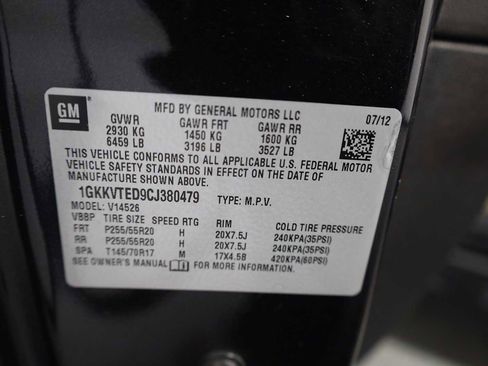 GM
MFD BY GENERAL MOTORS LLC
07/12
GVWR GAWR FRT GAWR RR
2930 KG 1450 KG 1600 KG
6459 LB 3196 LB 3527 LB
THIS VEHICLE CONFORMS TO ALL APPLICABLE U.S. FEDERAL MOTOR
VEHICLE SAFETY STANDARDS IN EFFECT ON THE DATE OF
MANUFACTURE SHOWN ABOVE.
1GKKVTED9CJ380479 TYPE: M.P.V.
MODEL: V14526
VBBP TIRE SIZE SPEED RTG RIM COLD TIRE PRESSURE
FRT P255/55R20 H 20X7.5J 240KPA(35PSI)
RR P255/55R20 H 20X7.5J 240KPA(35PSI)
SPA T145/70R17 M 17X4.5B 420KPA(60PSI)
SEE OWNER'S MANUAL FOR MORE INFORMATION.